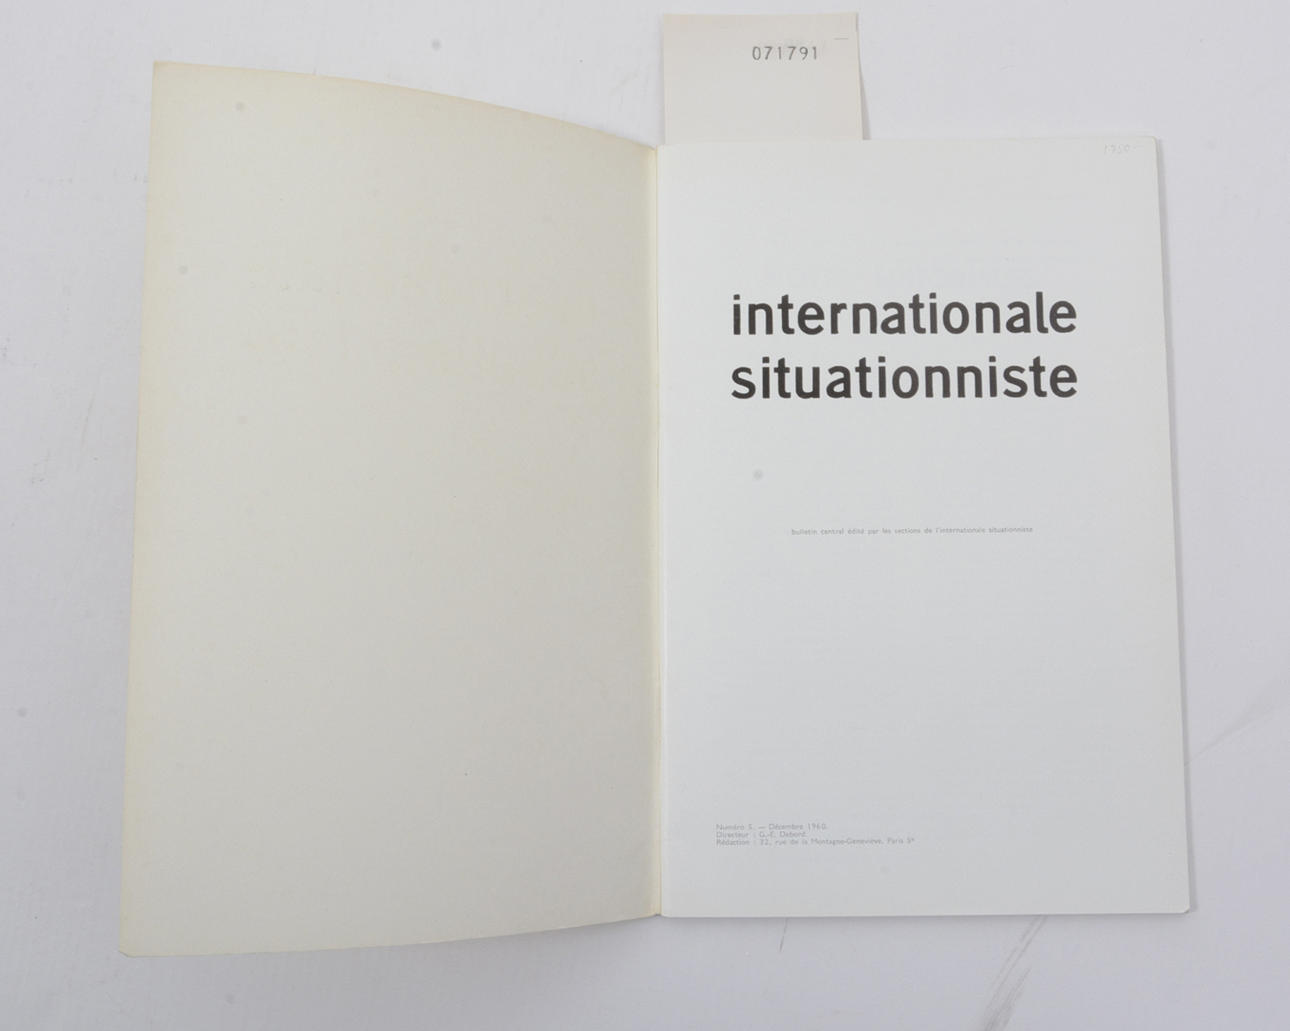 071791
1750-
internationale
situationniste
bulletin central édité par les sections de l'internationale situationniste
Numéro 5. — Décembre 1960.
Directeur : G.-E. Debord.
Rédaction : 32, rue de la Montagne-Geneviève, Paris 5e